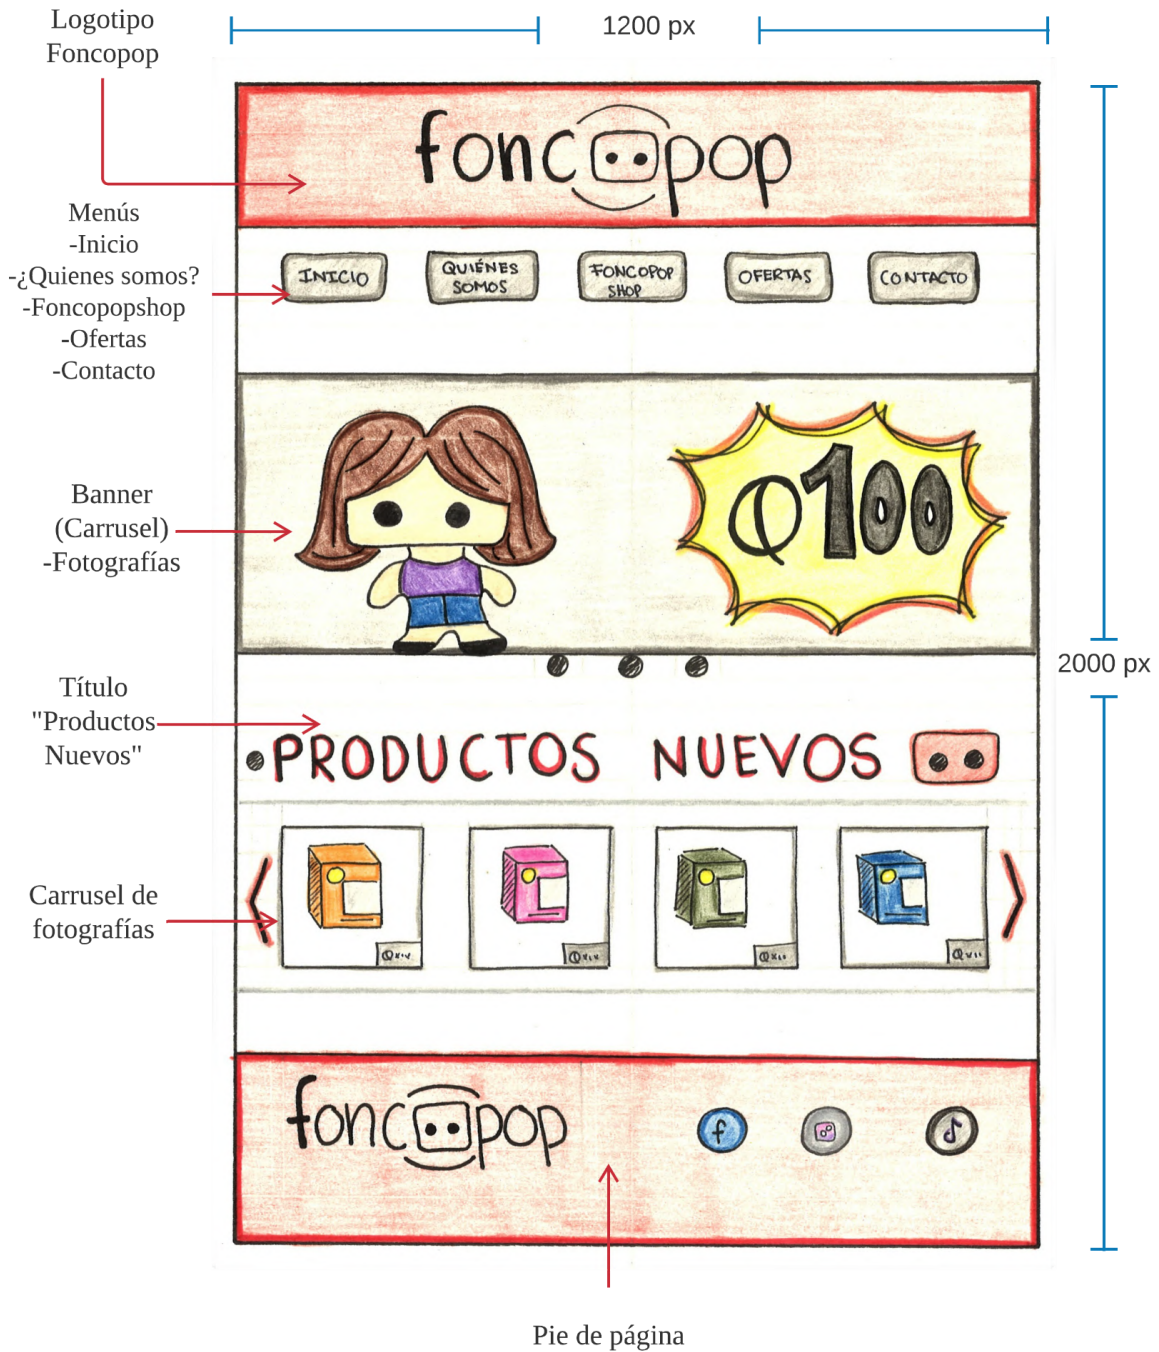 Logotipo
Foncopop
1200 px
foncopop
Menús
-Inicio
-¿Quienes somos?
-Foncopopshop
-Ofertas
-Contacto
INICIO
QUIÉNES
SOMOS
FONCOPOP
SHOP
OFERTAS
CONTACTO
Banner
(Carrusel)
-Fotografías
Q100
2000 px
Título
"Productos
Nuevos"
PRODUCTOS NUEVOS
Carrusel de
fotografías
foncopop
f
Pie de página